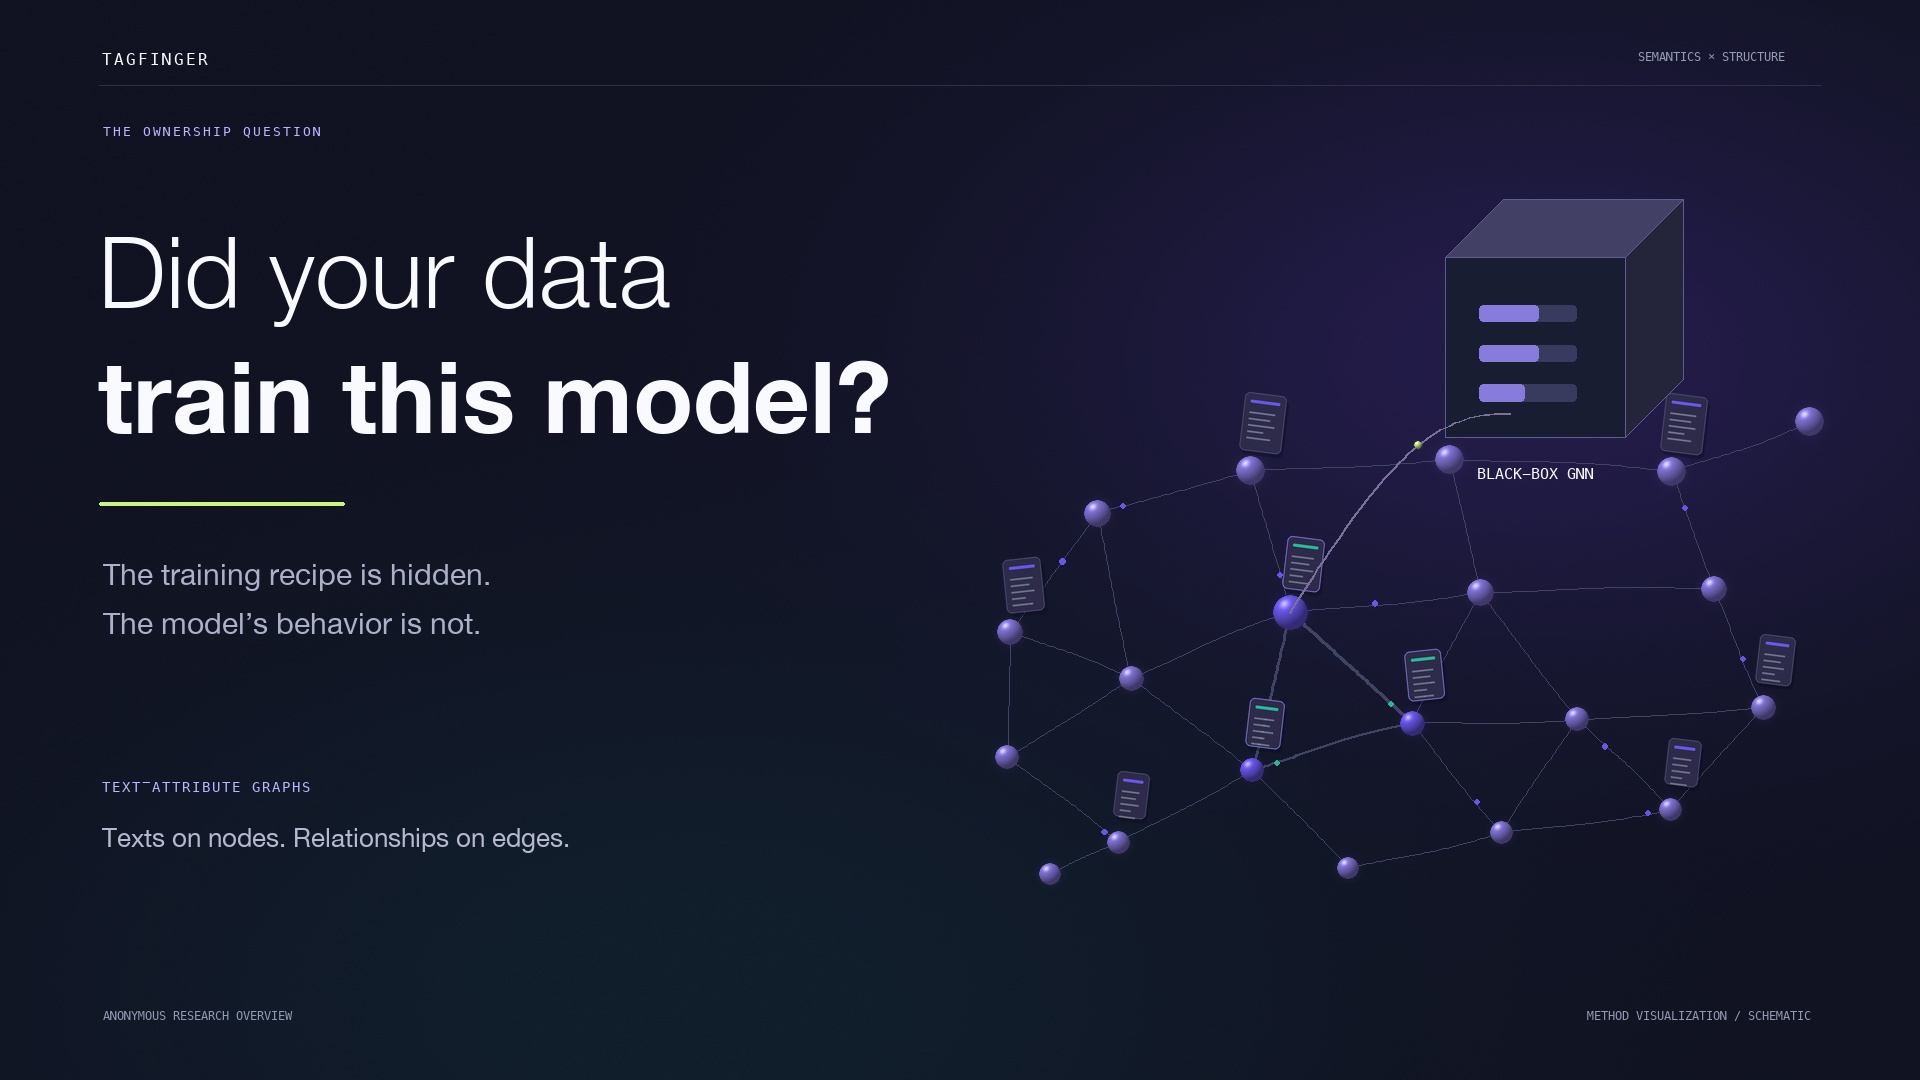 TAGFINGER
SEMANTICS × STRUCTURE
THE OWNERSHIP QUESTION
Did your data
train this model?
The training recipe is hidden.
The model’s behavior is not.
BLACK–BOX GNN
TEXT‾ATTRIBUTE GRAPHS
Texts on nodes. Relationships on edges.
ANONYMOUS RESEARCH OVERVIEW
METHOD VISUALIZATION / SCHEMATIC